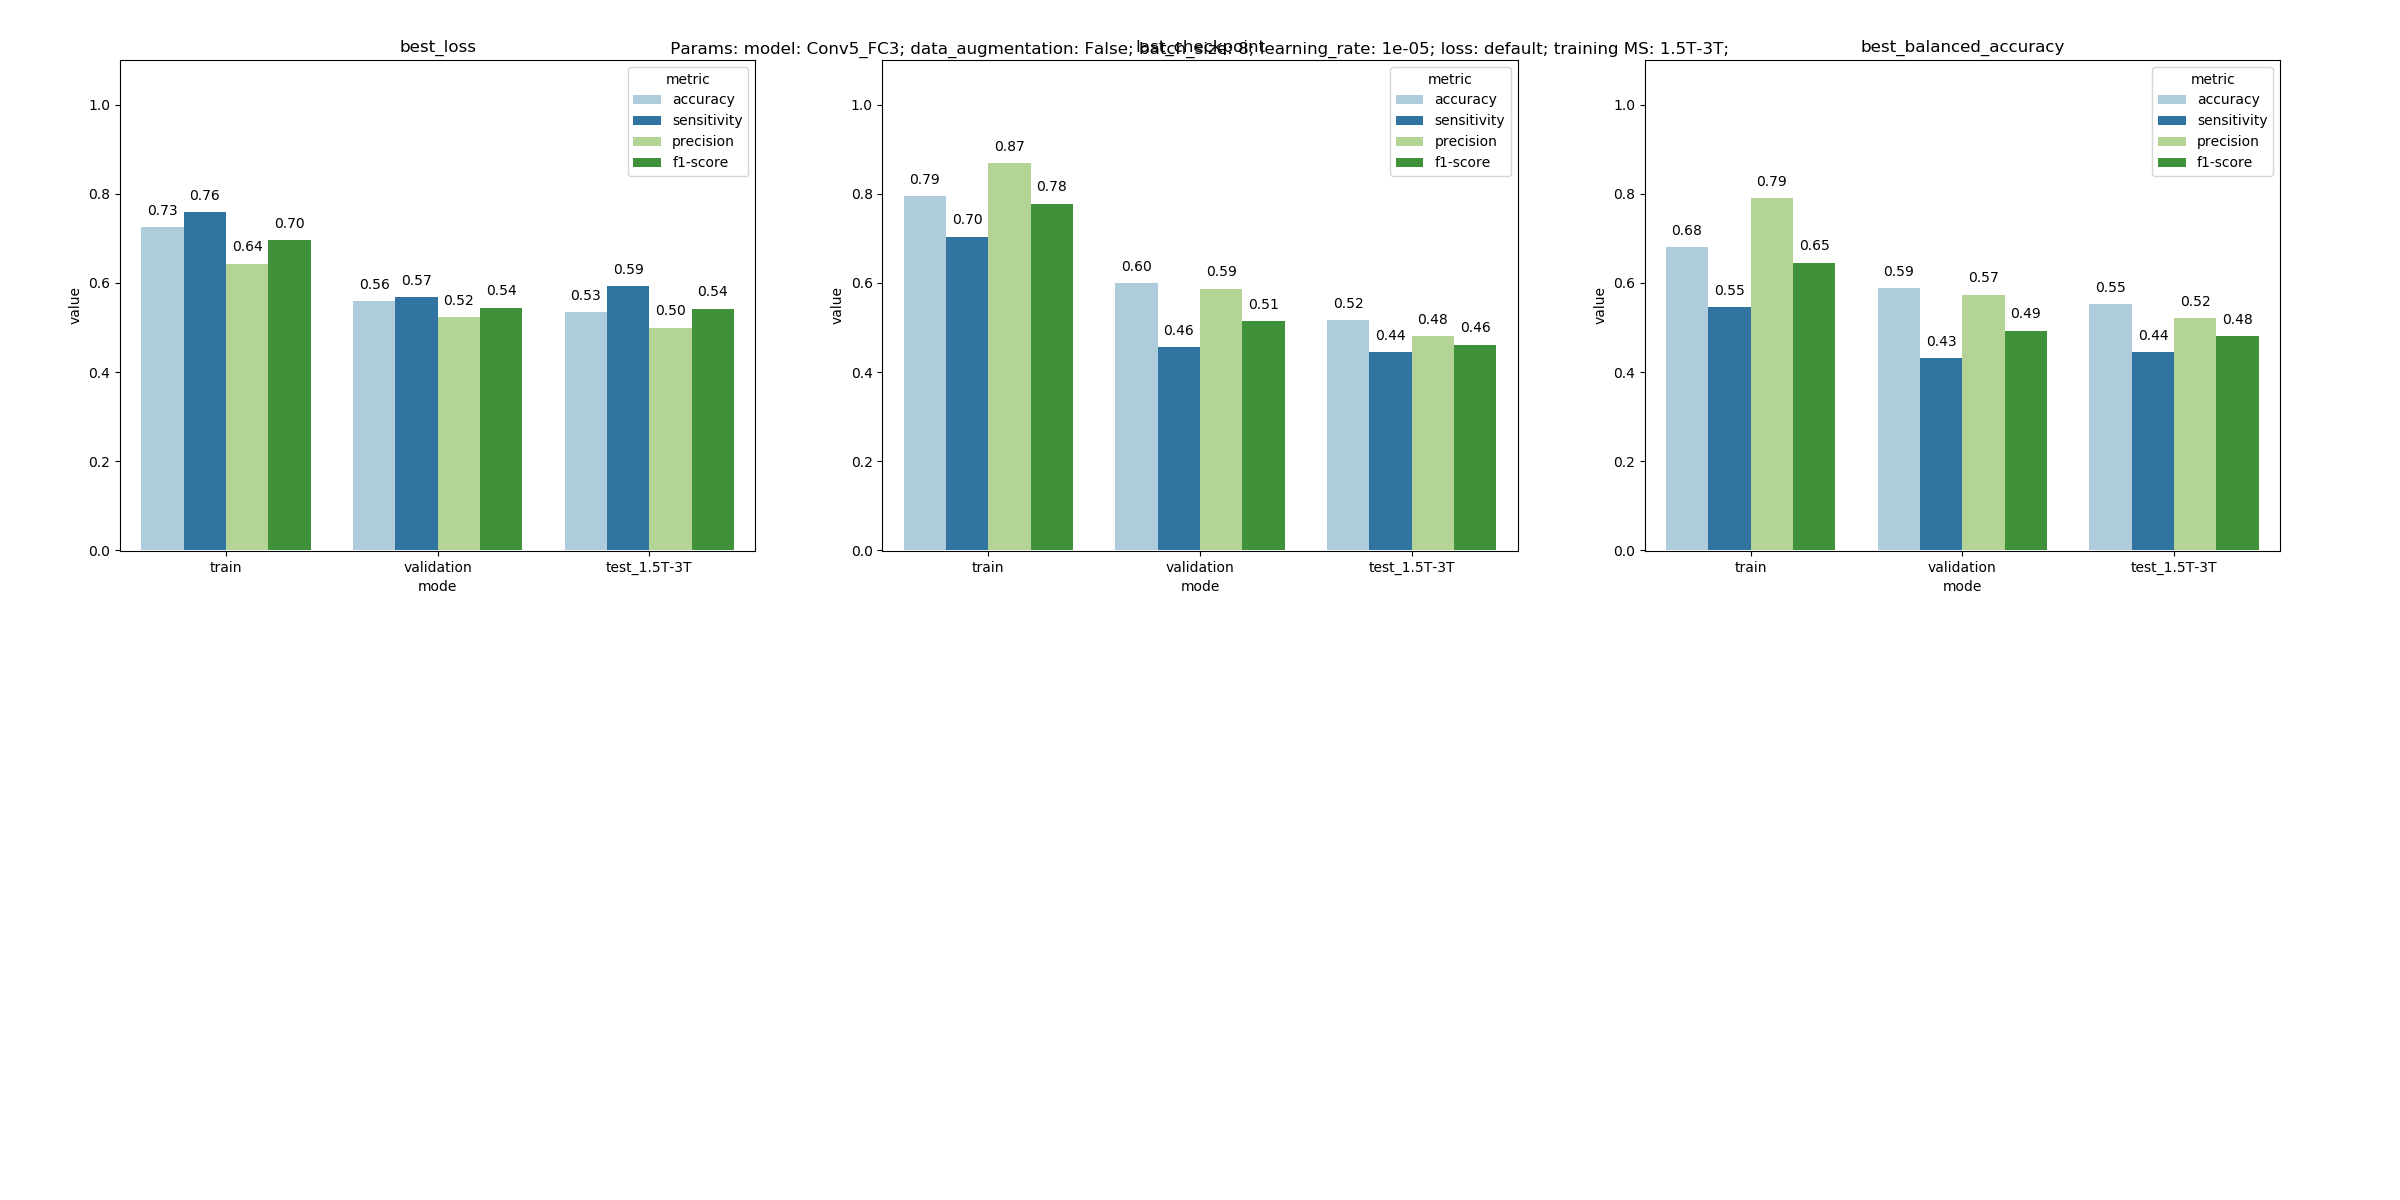 best_loss
Params: model: Conv5_FC3; data_augmentation: False; batch_size: 8; learning_rate: 1e-05; loss: default; training MS: 1.5T-3T;
last_checkpoint
best_balanced_accuracy
metric
accuracy
sensitivity
precision
f1-score
1.0
0.8
0.6
0.4
0.2
0.0
value
0.73
0.76
0.64
0.70
0.56
0.57
0.52
0.54
0.53
0.59
0.50
0.54
train
validation
test_1.5T-3T
mode
metric
accuracy
sensitivity
precision
f1-score
1.0
0.8
0.6
0.4
0.2
0.0
value
0.79
0.70
0.87
0.78
0.60
0.46
0.59
0.51
0.52
0.44
0.48
0.46
train
validation
test_1.5T-3T
mode
metric
accuracy
sensitivity
precision
f1-score
1.0
0.8
0.6
0.4
0.2
0.0
value
0.68
0.55
0.79
0.65
0.59
0.43
0.57
0.49
0.55
0.44
0.52
0.48
train
validation
test_1.5T-3T
mode